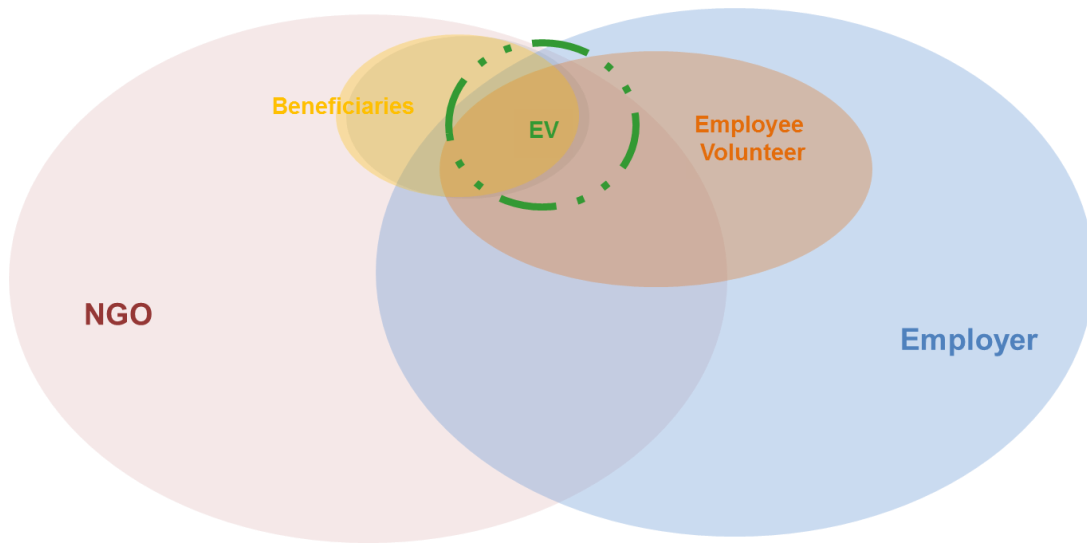 Beneficiaries
EV
Employee
Volunteer
NGO
Employer